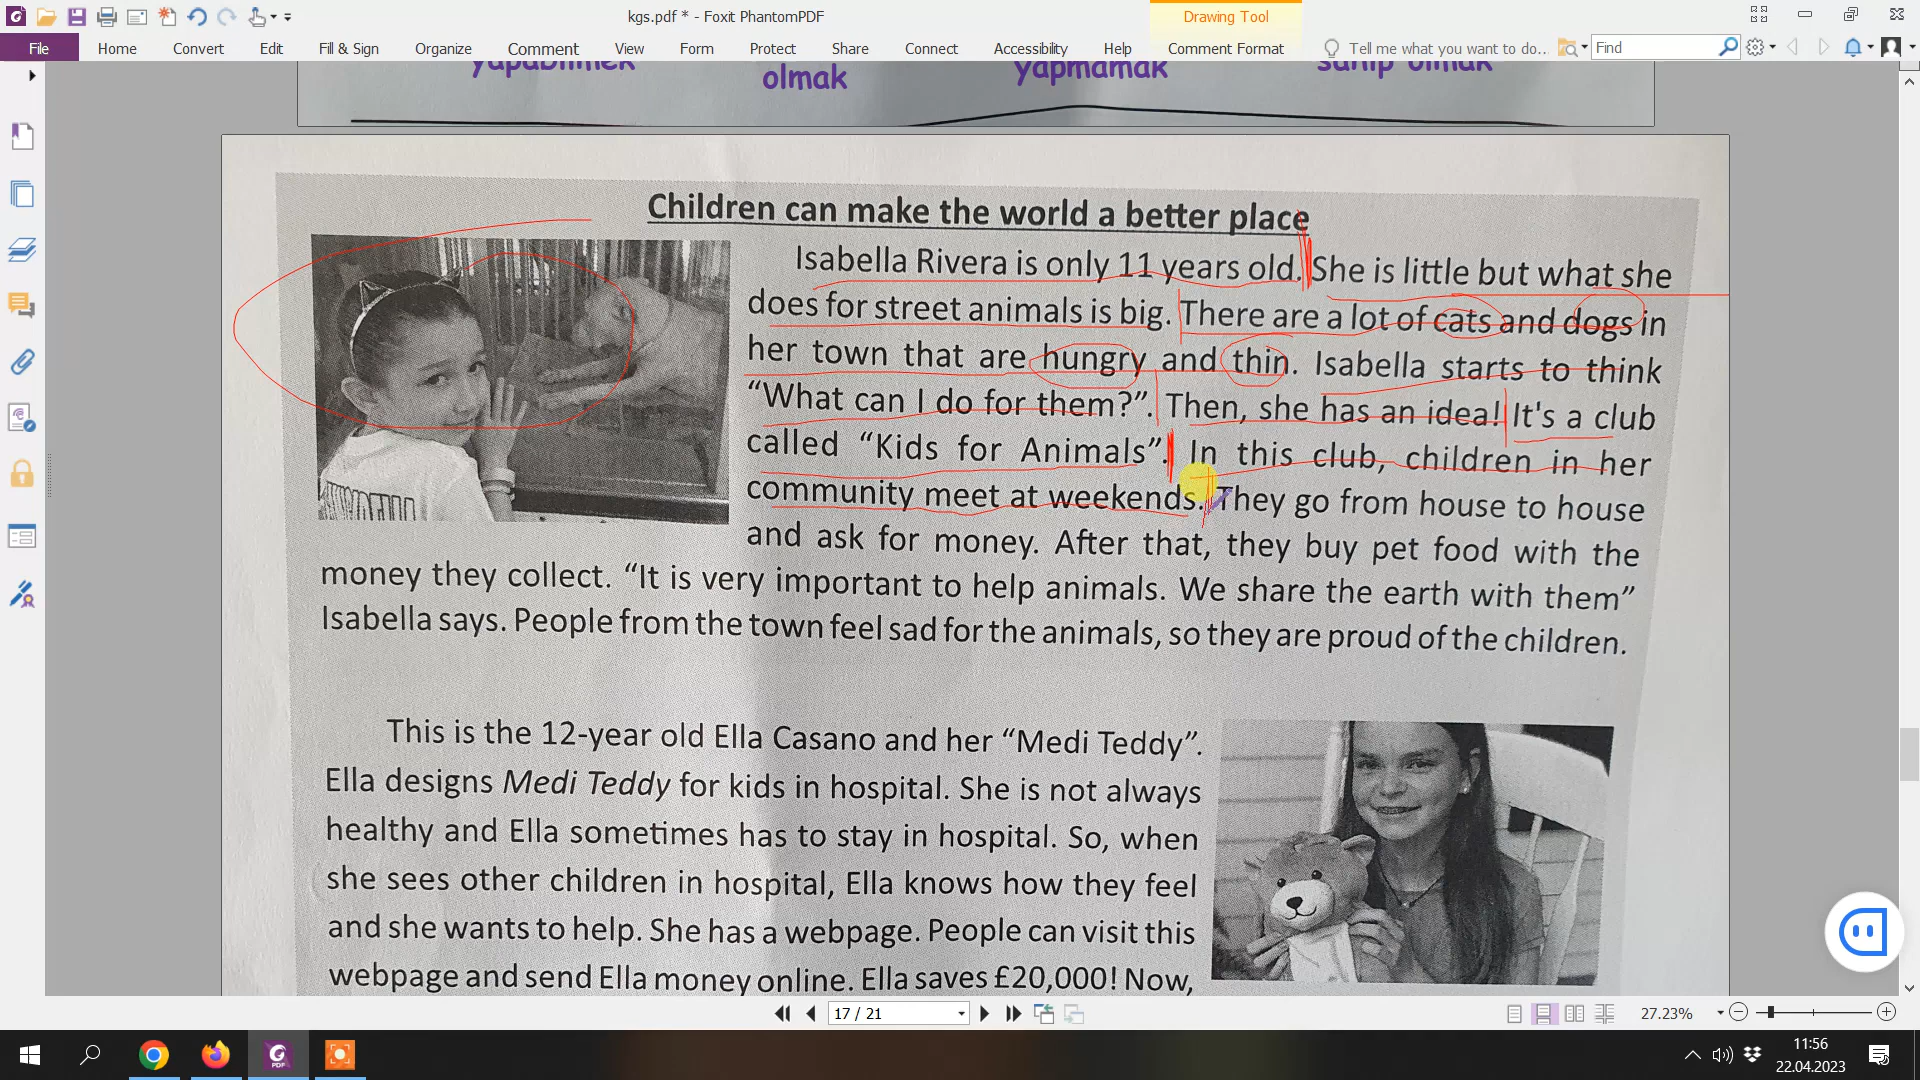 kgs.pdf * - Foxit PhantomPDF
Drawing Tool
File Home Convert Edit Fill & Sign Organize Comment View Form Protect Share Connect Accessibility Help Comment Format Tell me what you want to do... Find
yapabilmek olmak yapmamak sahip olmak
Children can make the world a better place
Isabella Rivera is only 11 years old. She is little but what she
does for street animals is big. There are a lot of cats and dogs in
her town that are hungry and thin. Isabella starts to think
“What can I do for them?”. Then, she has an idea! It's a club
called “Kids for Animals”. In this club, children in her
community meet at weekends. They go from house to house
and ask for money. After that, they buy pet food with the
money they collect. “It is very important to help animals. We share the earth with them”
Isabella says. People from the town feel sad for the animals, so they are proud of the children.
This is the 12-year old Ella Casano and her “Medi Teddy”.
Ella designs Medi Teddy for kids in hospital. She is not always
healthy and Ella sometimes has to stay in hospital. So, when
she sees other children in hospital, Ella knows how they feel
and she wants to help. She has a webpage. People can visit this
webpage and send Ella money online. Ella saves £20,000! Now,
17 / 21
27.23%
PDF
11:56
22.04.2023